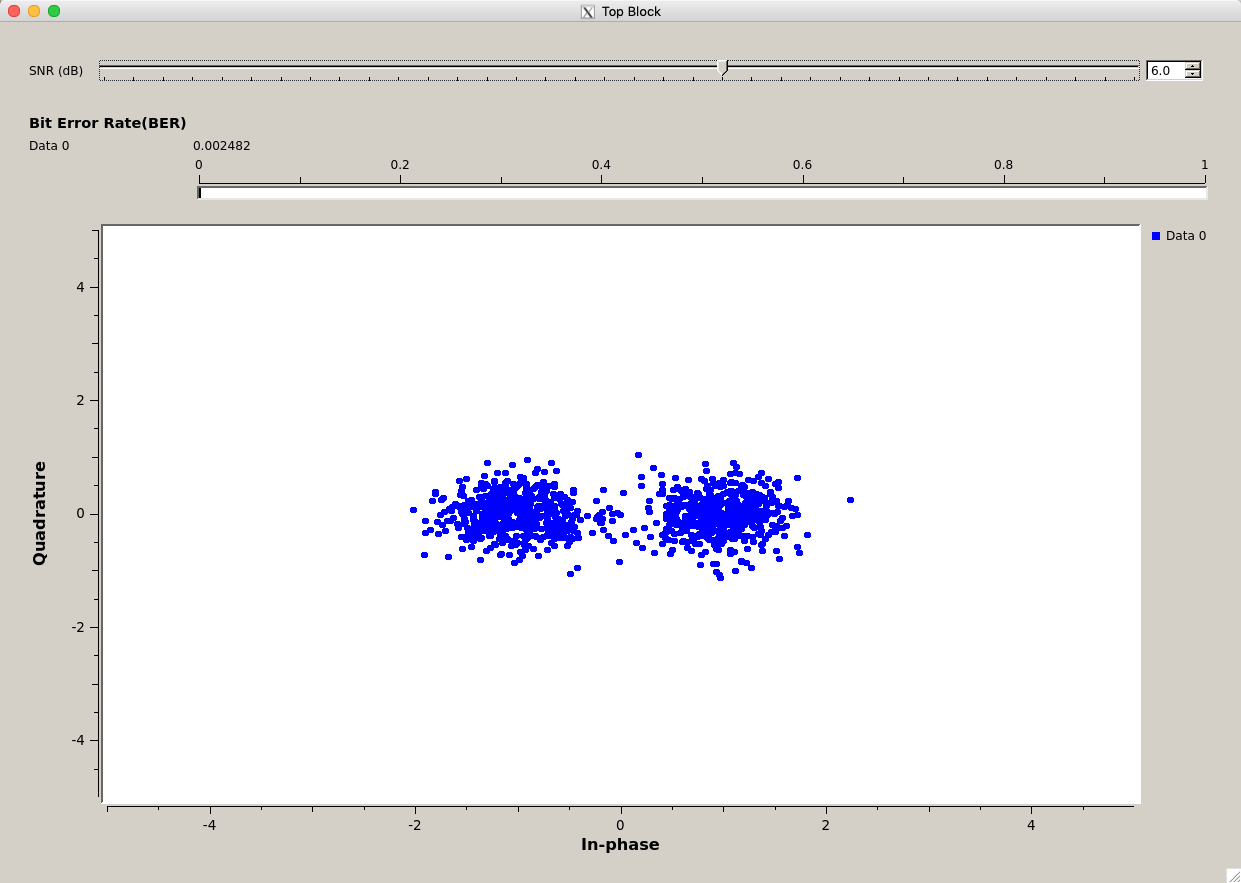 Top Block
SNR (dB)
6.0
Bit Error Rate(BER)
Data 0
0.002482
0 0.2 0.4 0.6 0.8 1
Data 0
4
2
0
-2
-4
Quadrature
-4 -2 0 2 4
In-phase